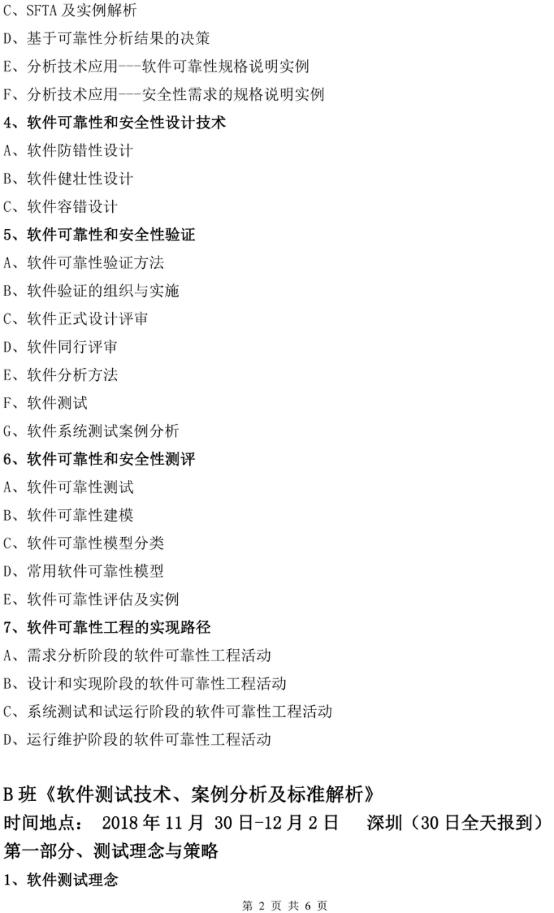 C、SFTA 及实例解析
D、基于可靠性分析结果的决策
E、分析技术应用---软件可靠性规格说明实例
F、分析技术应用---安全性需求的规格说明实例
4、软件可靠性和安全性设计技术
A、软件防错性设计
B、软件健壮性设计
C、软件容错设计
5、软件可靠性和安全性验证
A、软件可靠性验证方法
B、软件验证的组织与实施
C、软件正式设计评审
D、软件同行评审
E、软件分析方法
F、软件测试
G、软件系统测试案例分析
6、软件可靠性和安全性测评
A、软件可靠性测试
B、软件可靠性建模
C、软件可靠性模型分类
D、常用软件可靠性模型
E、软件可靠性评估及实例
7、软件可靠性工程的实现路径
A、需求分析阶段的软件可靠性工程活动
B、设计和实现阶段的软件可靠性工程活动
C、系统测试和试运行阶段的软件可靠性工程活动
D、运行维护阶段的软件可靠性工程活动
B 班《软件测试技术、案例分析及标准解析》
时间地点： 2018 年 11 月 30 日-12 月 2 日 深圳（30 日全天报到）
第一部分、测试理念与策略
1、软件测试理念
第 2 页 共 6 页